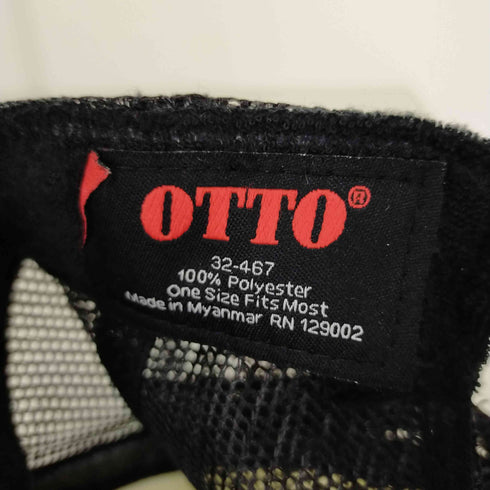 OTTO®
32-467
100% Polyester
One Size Fits Most
Made in Myanmar RN 129002